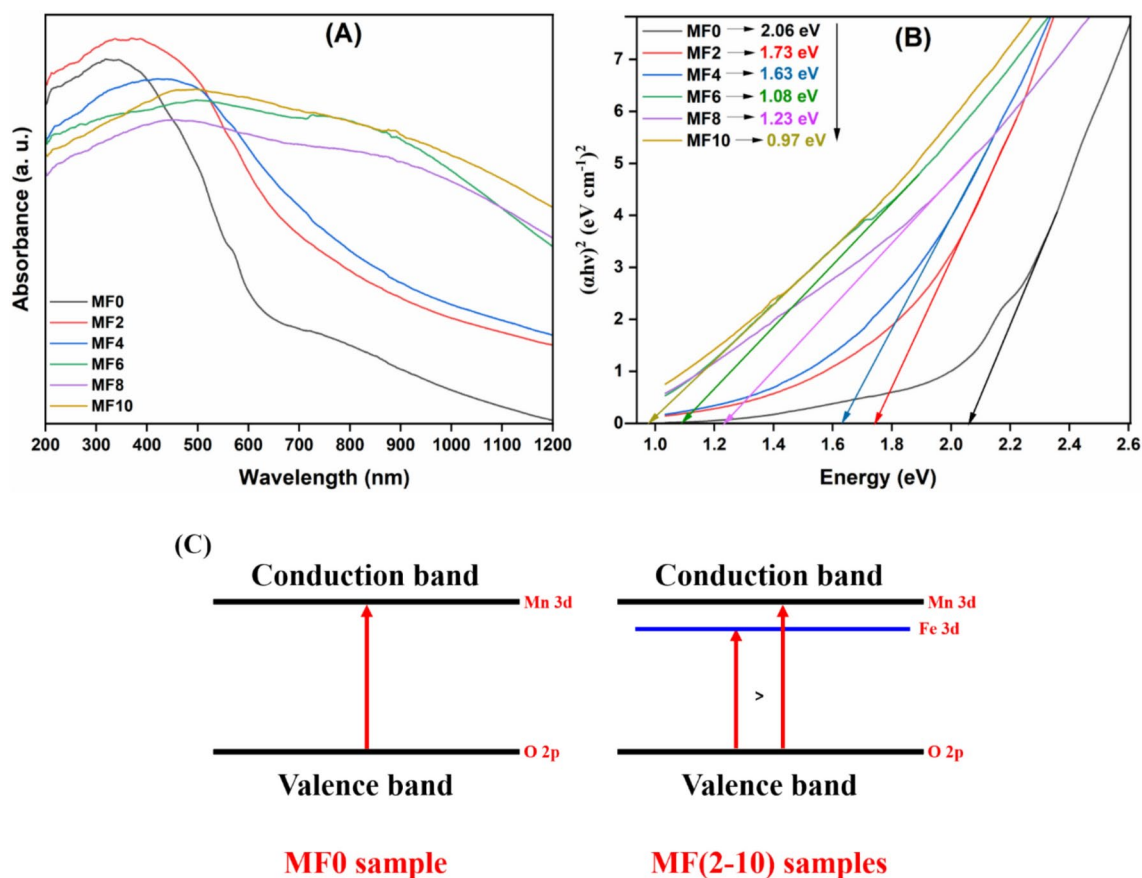 (A)
Absorbance (a. u.)
MF0
MF2
MF4
MF6
MF8
MF10
200 300 400 500 600 700 800 900 1000 1100 1200
Wavelength (nm)
(B)
MF0 → 2.06 eV
MF2 → 1.73 eV
MF4 → 1.63 eV
MF6 → 1.08 eV
MF8 → 1.23 eV
MF10 → 0.97 eV
(αhν)² (eV cm⁻¹)²
7
6
5
4
3
2
1
0
1.0 1.2 1.4 1.6 1.8 2.0 2.2 2.4 2.6
Energy (eV)
(C)
Conduction band
Mn 3d
O 2p
Valence band
MF0 sample
Conduction band
Mn 3d
Fe 3d
>
O 2p
Valence band
MF(2-10) samples